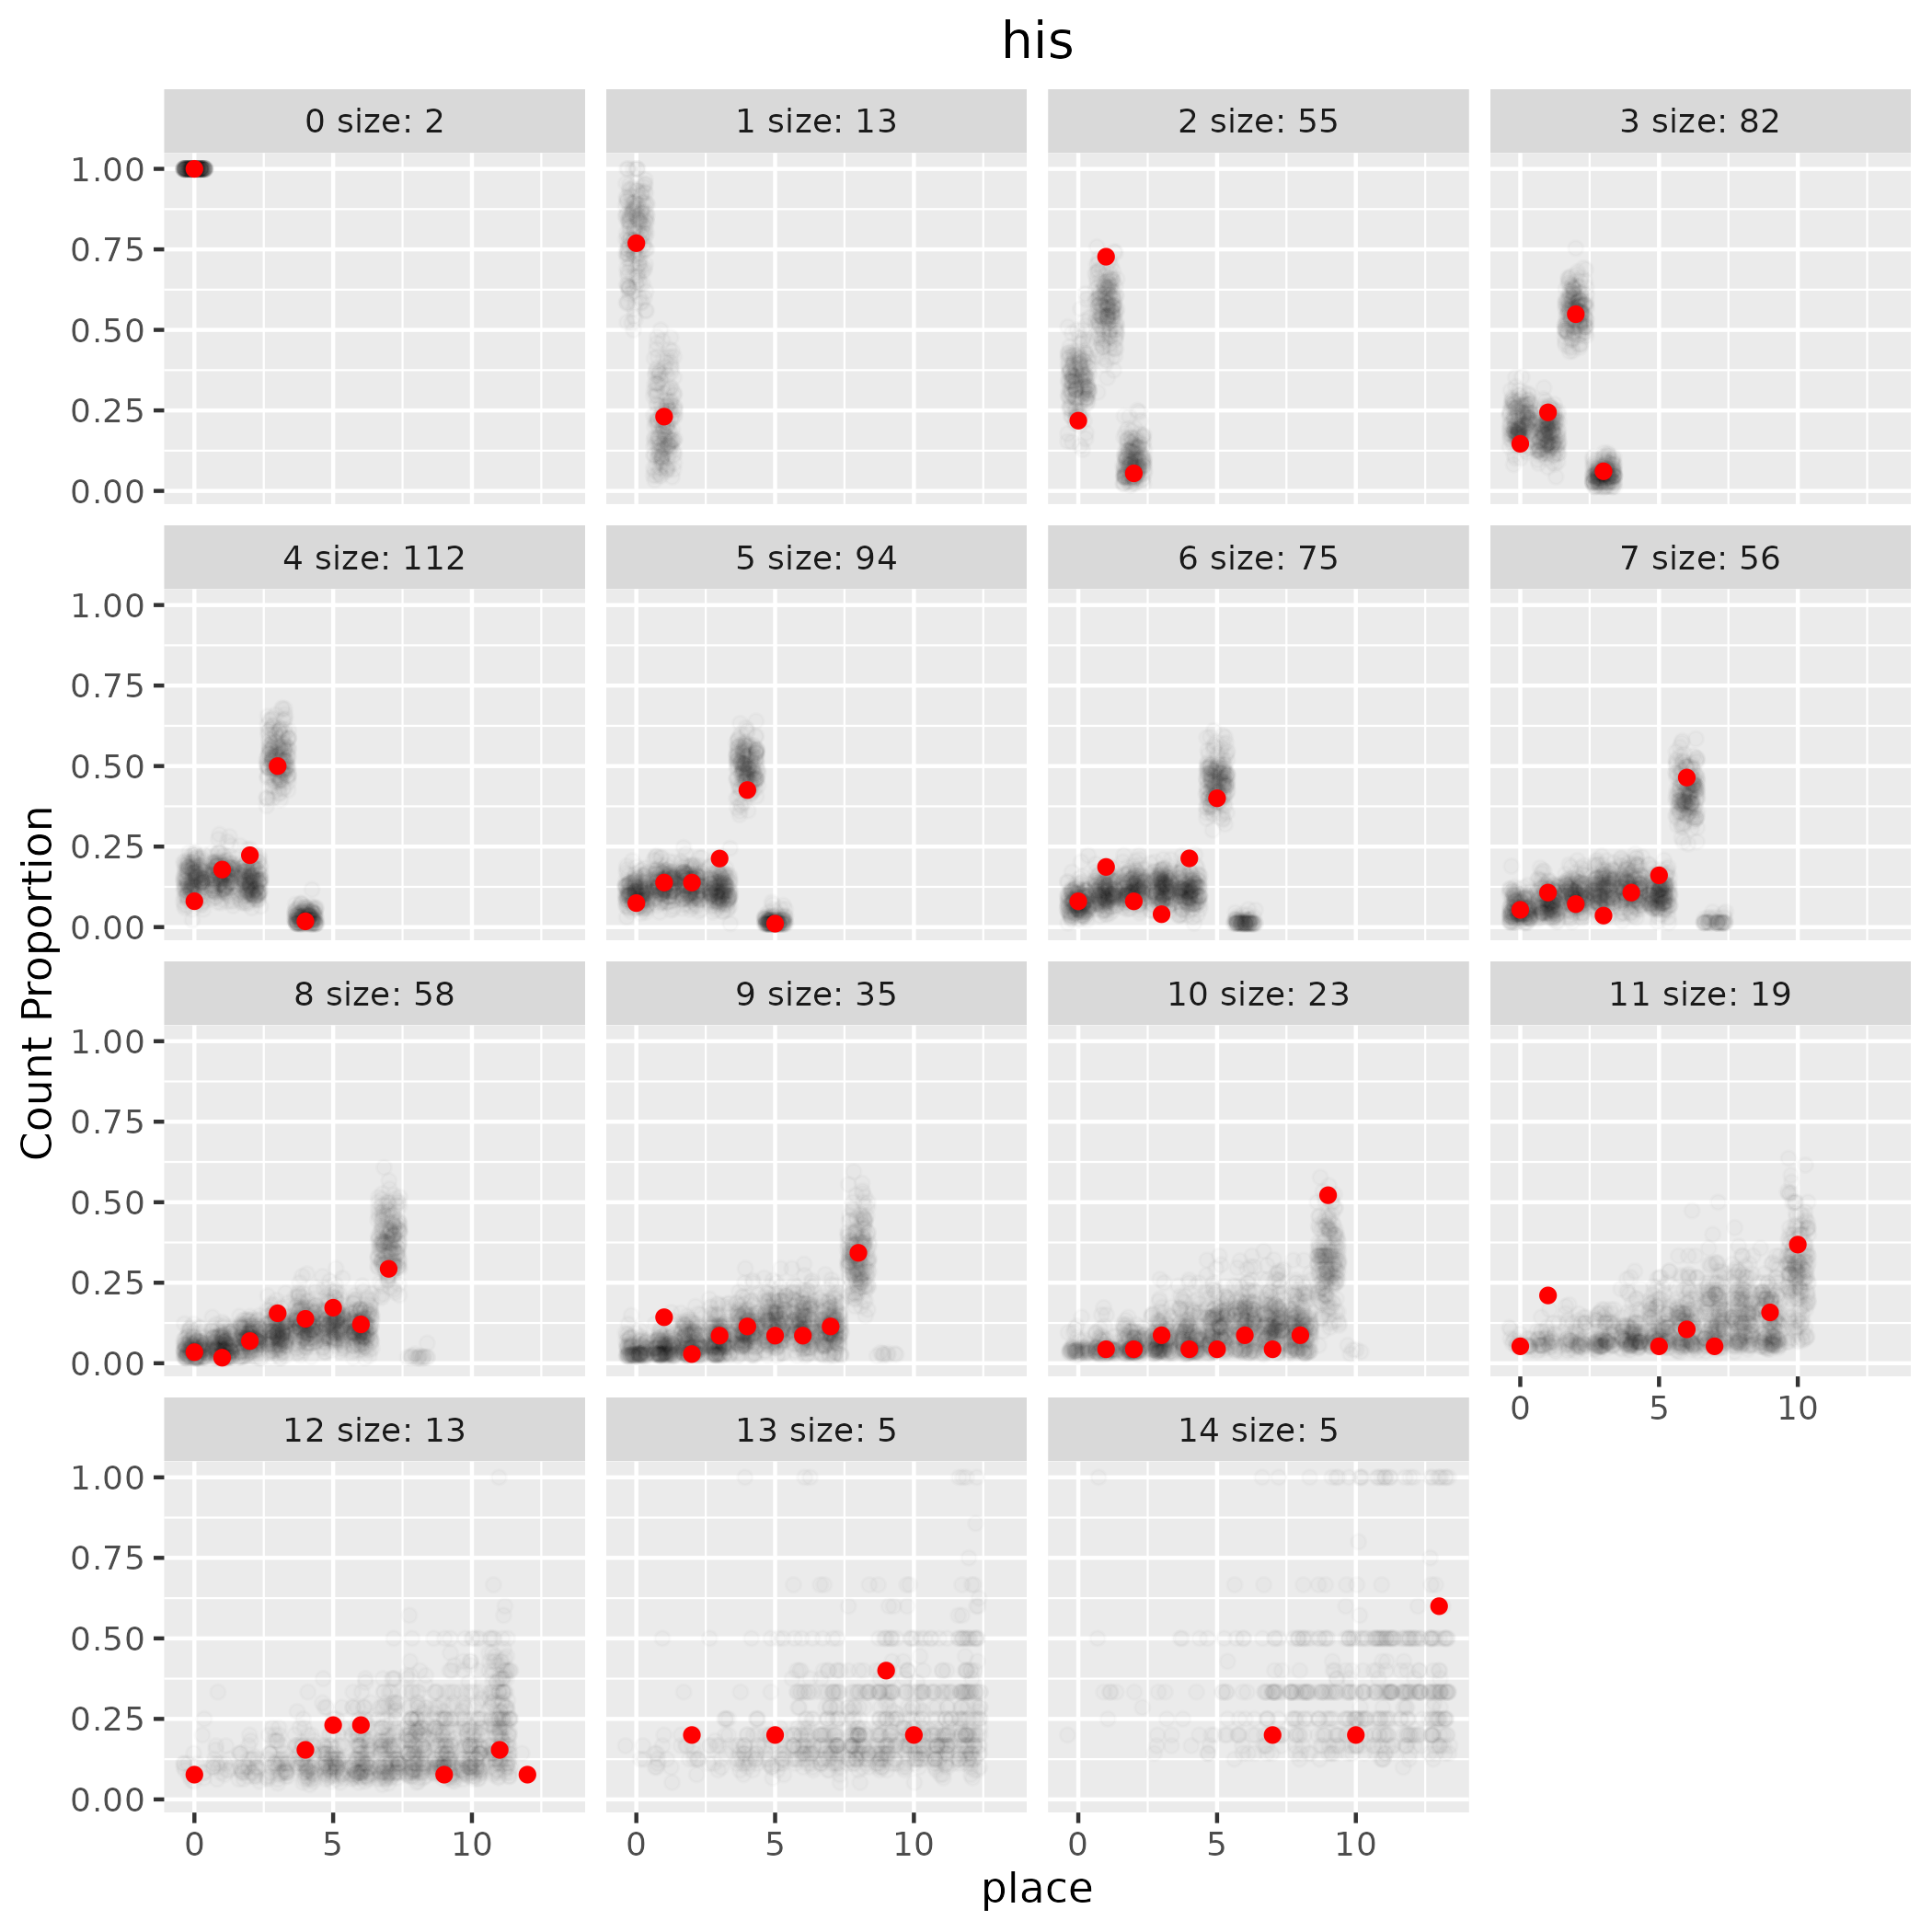 his
0 size: 2
1 size: 13
2 size: 55
3 size: 82
1.00
0.75
0.50
0.25
0.00
4 size: 112
5 size: 94
6 size: 75
7 size: 56
1.00
0.75
0.50
0.25
0.00
Count Proportion
8 size: 58
9 size: 35
10 size: 23
11 size: 19
1.00
0.75
0.50
0.25
0.00
0 5 10
12 size: 13
13 size: 5
14 size: 5
1.00
0.75
0.50
0.25
0.00
0 5 10
0 5 10
0 5 10
place